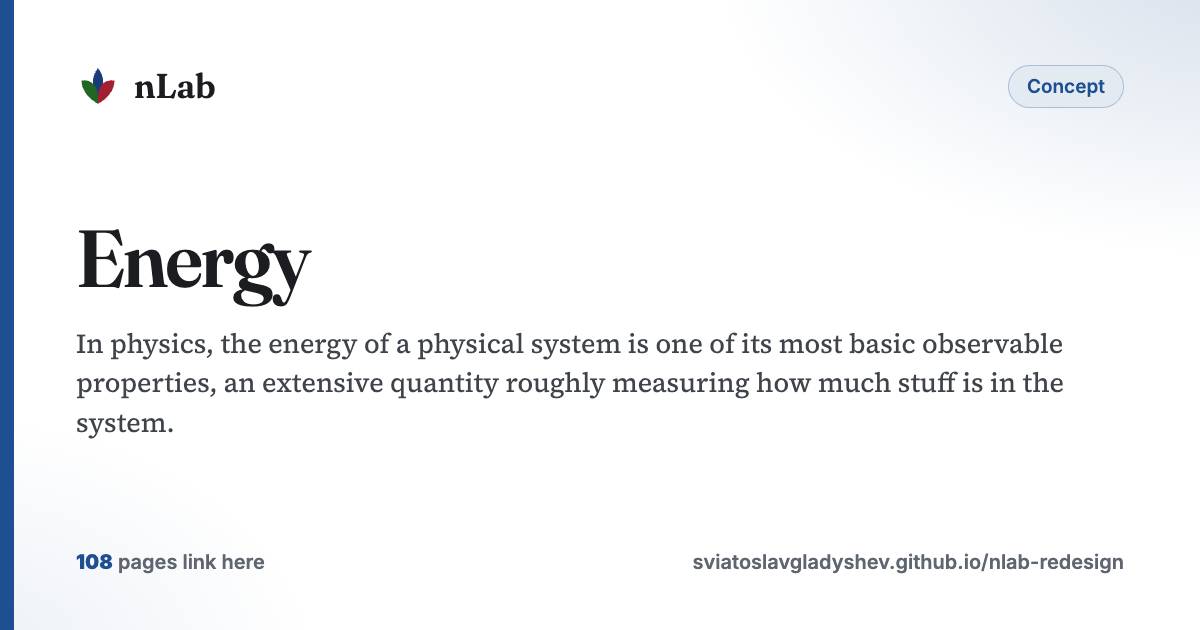 nLab
Concept
Energy
In physics, the energy of a physical system is one of its most basic observable
properties, an extensive quantity roughly measuring how much stuff is in the
system.
108 pages link here
sviatoslavgladyshev.github.io/nlab-redesign